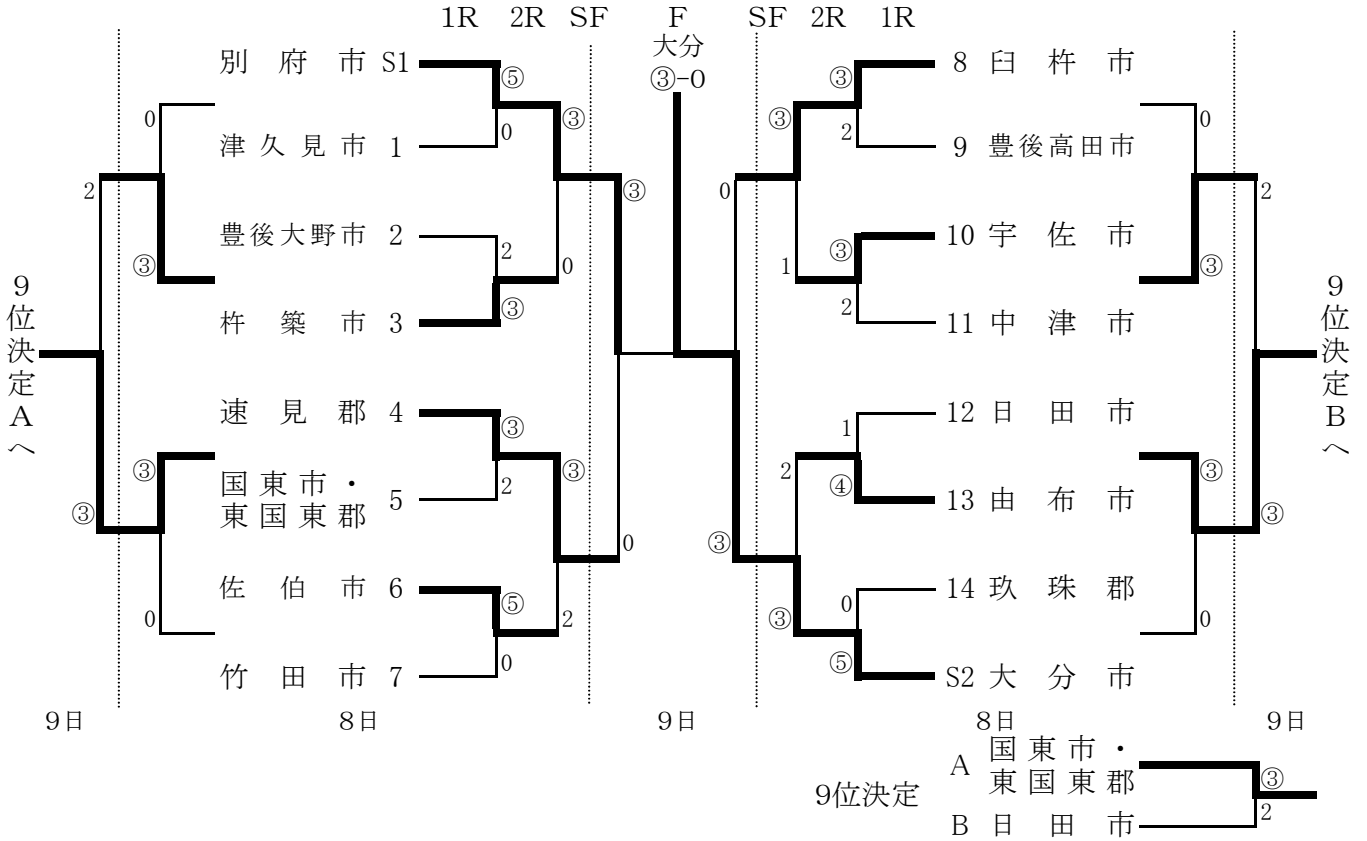 1R 2R SF F SF 2R 1R
大分
③-0
別府市 S1 ⑤ ③ ③ 8 臼杵市
0 ③ ③ 2 0
津久見市 1 0 9 豊後高田市
2 ③ 0 2
豊後大野市 2 2 ③ 10 宇佐市
③ 0 1 ③
杵築市 3 ③ 2 11 中津市
9位決定Aへ
9位決定Bへ
速見郡 4 ③ 1 12 日田市
③ ③ 2 ③
国東市・
東国東郡 5 2 ④ 13 由布市
③ 0 ③ ③
佐伯市 6 ⑤ 0 14 玖珠郡
0 2 ③ 0
竹田市 7 0 ⑤ S2 大分市
9日 8日 9日 8日 9日
A 国東市・
東国東郡 ③
9位決定
B 日田市 2